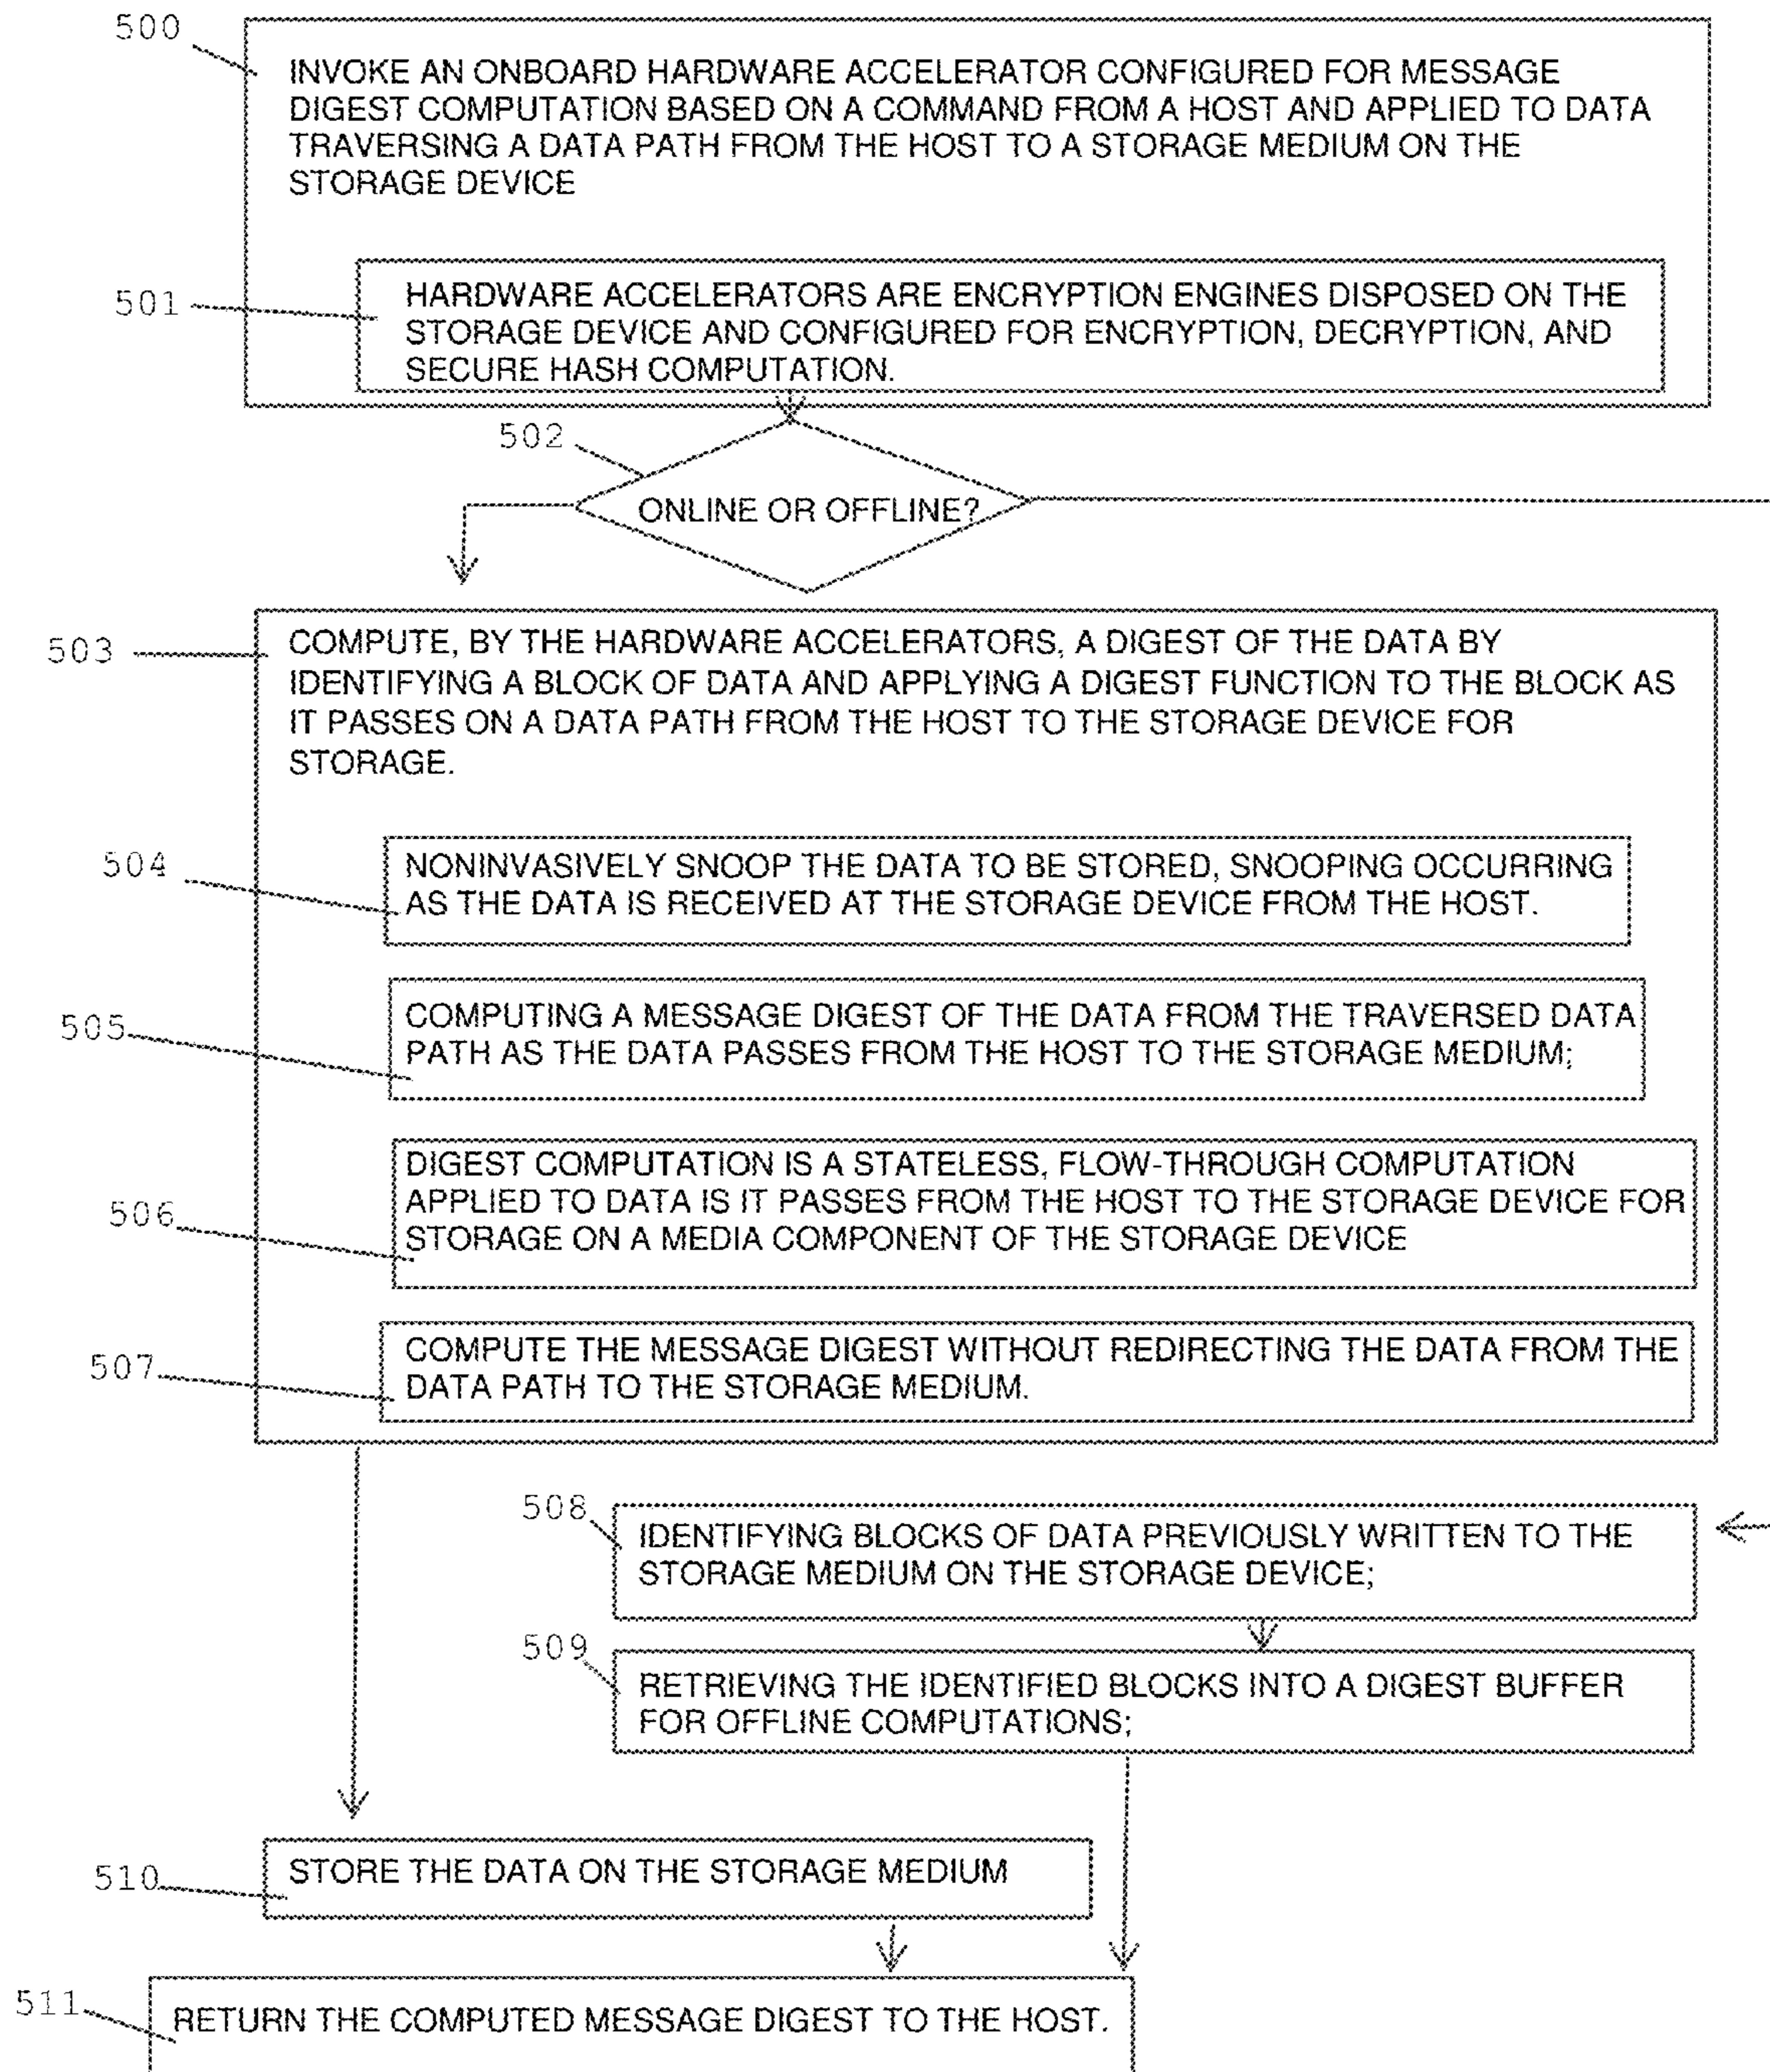 500
INVOKE AN ONBOARD HARDWARE ACCELERATOR CONFIGURED FOR MESSAGE
DIGEST COMPUTATION BASED ON A COMMAND FROM A HOST AND APPLIED TO DATA
TRAVERSING A DATA PATH FROM THE HOST TO A STORAGE MEDIUM ON THE
STORAGE DEVICE
501
HARDWARE ACCELERATORS ARE ENCRYPTION ENGINES DISPOSED ON THE
STORAGE DEVICE AND CONFIGURED FOR ENCRYPTION, DECRYPTION, AND
SECURE HASH COMPUTATION.
502
ONLINE OR OFFLINE?
503
COMPUTE, BY THE HARDWARE ACCELERATORS, A DIGEST OF THE DATA BY
IDENTIFYING A BLOCK OF DATA AND APPLYING A DIGEST FUNCTION TO THE BLOCK AS
IT PASSES ON A DATA PATH FROM THE HOST TO THE STORAGE DEVICE FOR
STORAGE.
504
NONINVASIVELY SNOOP THE DATA TO BE STORED, SNOOPING OCCURRING
AS THE DATA IS RECEIVED AT THE STORAGE DEVICE FROM THE HOST.
505
COMPUTING A MESSAGE DIGEST OF THE DATA FROM THE TRAVERSED DATA
PATH AS THE DATA PASSES FROM THE HOST TO THE STORAGE MEDIUM;
506
DIGEST COMPUTATION IS A STATELESS, FLOW-THROUGH COMPUTATION
APPLIED TO DATA IS IT PASSES FROM THE HOST TO THE STORAGE DEVICE FOR
STORAGE ON A MEDIA COMPONENT OF THE STORAGE DEVICE
507
COMPUTE THE MESSAGE DIGEST WITHOUT REDIRECTING THE DATA FROM THE
DATA PATH TO THE STORAGE MEDIUM.
508
IDENTIFYING BLOCKS OF DATA PREVIOUSLY WRITTEN TO THE
STORAGE MEDIUM ON THE STORAGE DEVICE;
509
RETRIEVING THE IDENTIFIED BLOCKS INTO A DIGEST BUFFER
FOR OFFLINE COMPUTATIONS;
510
STORE THE DATA ON THE STORAGE MEDIUM
511
RETURN THE COMPUTED MESSAGE DIGEST TO THE HOST.